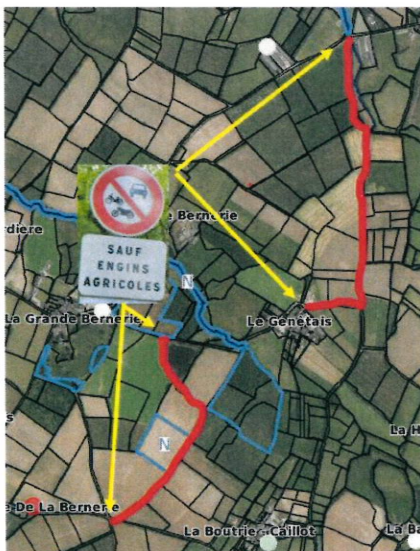 e Bernerie
rdiere
SAUF
ENGINS
AGRICOLES
N
La Grande Bernerie
Le Genetais
s
N
La H
e De La Bernerie
La Boutrie Caillot
La Ba